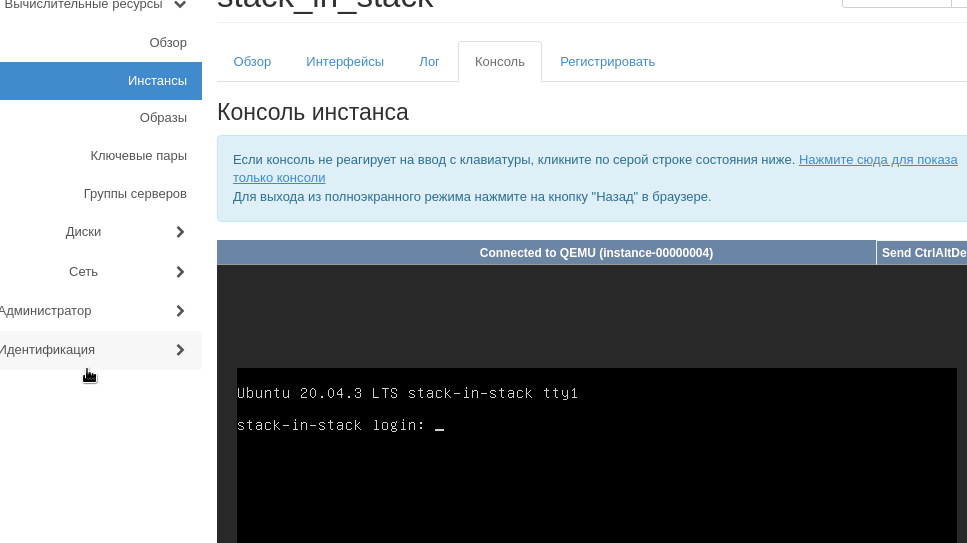 stack_in_stack
Вычислительные ресурсы
Обзор
Инстансы
Образы
Ключевые пары
Группы серверов
Диски
Сеть
Администратор
Идентификация
Обзор
Интерфейсы
Лог
Консоль
Регистрировать
Консоль инстанса
Если консоль не реагирует на ввод с клавиатуры, кликните по серой строке состояния ниже. Нажмите сюда для показа
только консоли
Для выхода из полноэкранного режима нажмите на кнопку "Назад" в браузере.
Connected to QEMU (instance-00000004)
Send CtrlAltDe
Ubuntu 20.04.3 LTS stack-in-stack tty1
stack-in-stack login: _